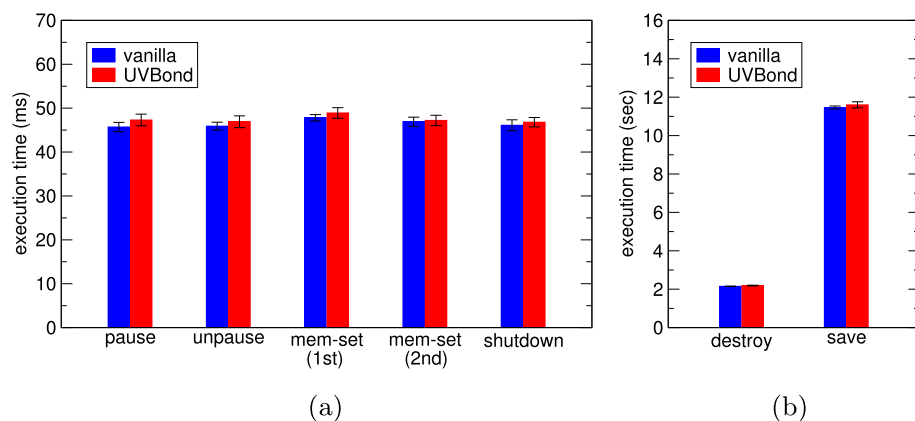 70
60
50
40
30
20
10
0
execution time (ms)
vanilla
UVBond
pause
unpause
mem-set
(1st)
mem-set
(2nd)
shutdown
(a)
16
14
12
10
8
6
4
2
0
execution time (sec)
vanilla
UVBond
destroy
save
(b)